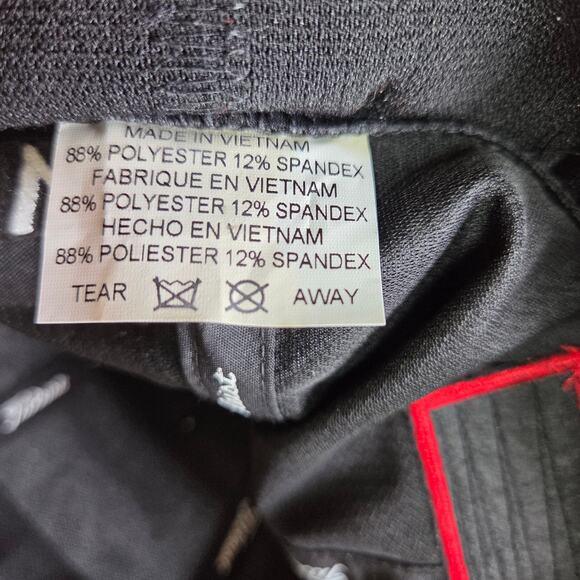 MADE IN VIETNAM
88% POLYESTER 12% SPANDEX
FABRIQUE EN VIETNAM
88% POLYESTER 12% SPANDEX
HECHO EN VIETNAM
88% POLIESTER 12% SPANDEX
TEAR AWAY